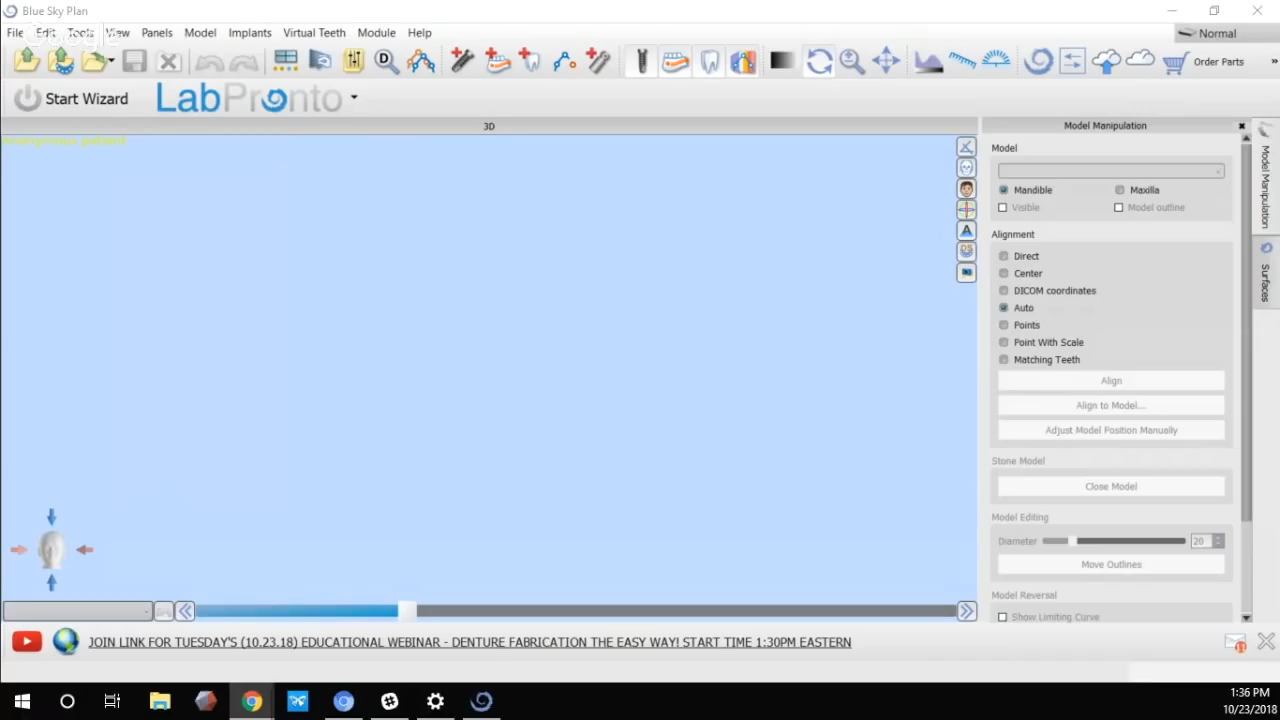 Blue Sky Plan
File Edit Tools View Panels Model Implants Virtual Teeth Module Help
Google
Normal
D
Order Parts
»
Start Wizard
LabPronto
3D
Model Manipulation
Anonymous patient
Model
Mandible
Maxilla
Visible
Model outline
Alignment
Direct
Center
DICOM coordinates
Auto
Points
Point With Scale
Matching Teeth
Align
Align to Model...
Adjust Model Position Manually
Stone Model
Close Model
Model Editing
Diameter
20
Move Outlines
Model Reversal
Show Limiting Curve
A
DS
Model Manipulation
Surfaces
JOIN LINK FOR TUESDAY'S (10.23.18) EDUCATIONAL WEBINAR - DENTURE FABRICATION THE EASY WAY! START TIME 1:30PM EASTERN
1:36 PM
10/23/2018